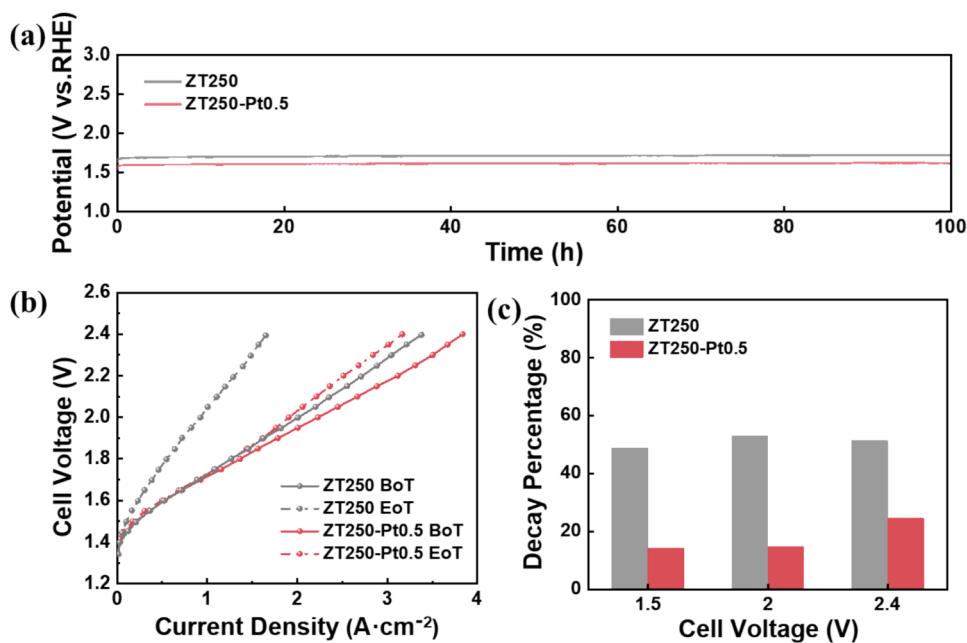 (a)
3.0
2.5
2.0
1.5
1.0
Potential (V vs.RHE)
ZT250
ZT250-Pt0.5
0 20 40 60 80 100
Time (h)
(b)
2.6
2.4
2.2
2.0
1.8
1.6
1.4
1.2
Cell Voltage (V)
ZT250 BoT
ZT250 EoT
ZT250-Pt0.5 BoT
ZT250-Pt0.5 EoT
0 1 2 3 4
Current Density (A·cm⁻²)
(c)
100
80
60
40
20
0
Decay Percentage (%)
ZT250
ZT250-Pt0.5
1.5 2 2.4
Cell Voltage (V)